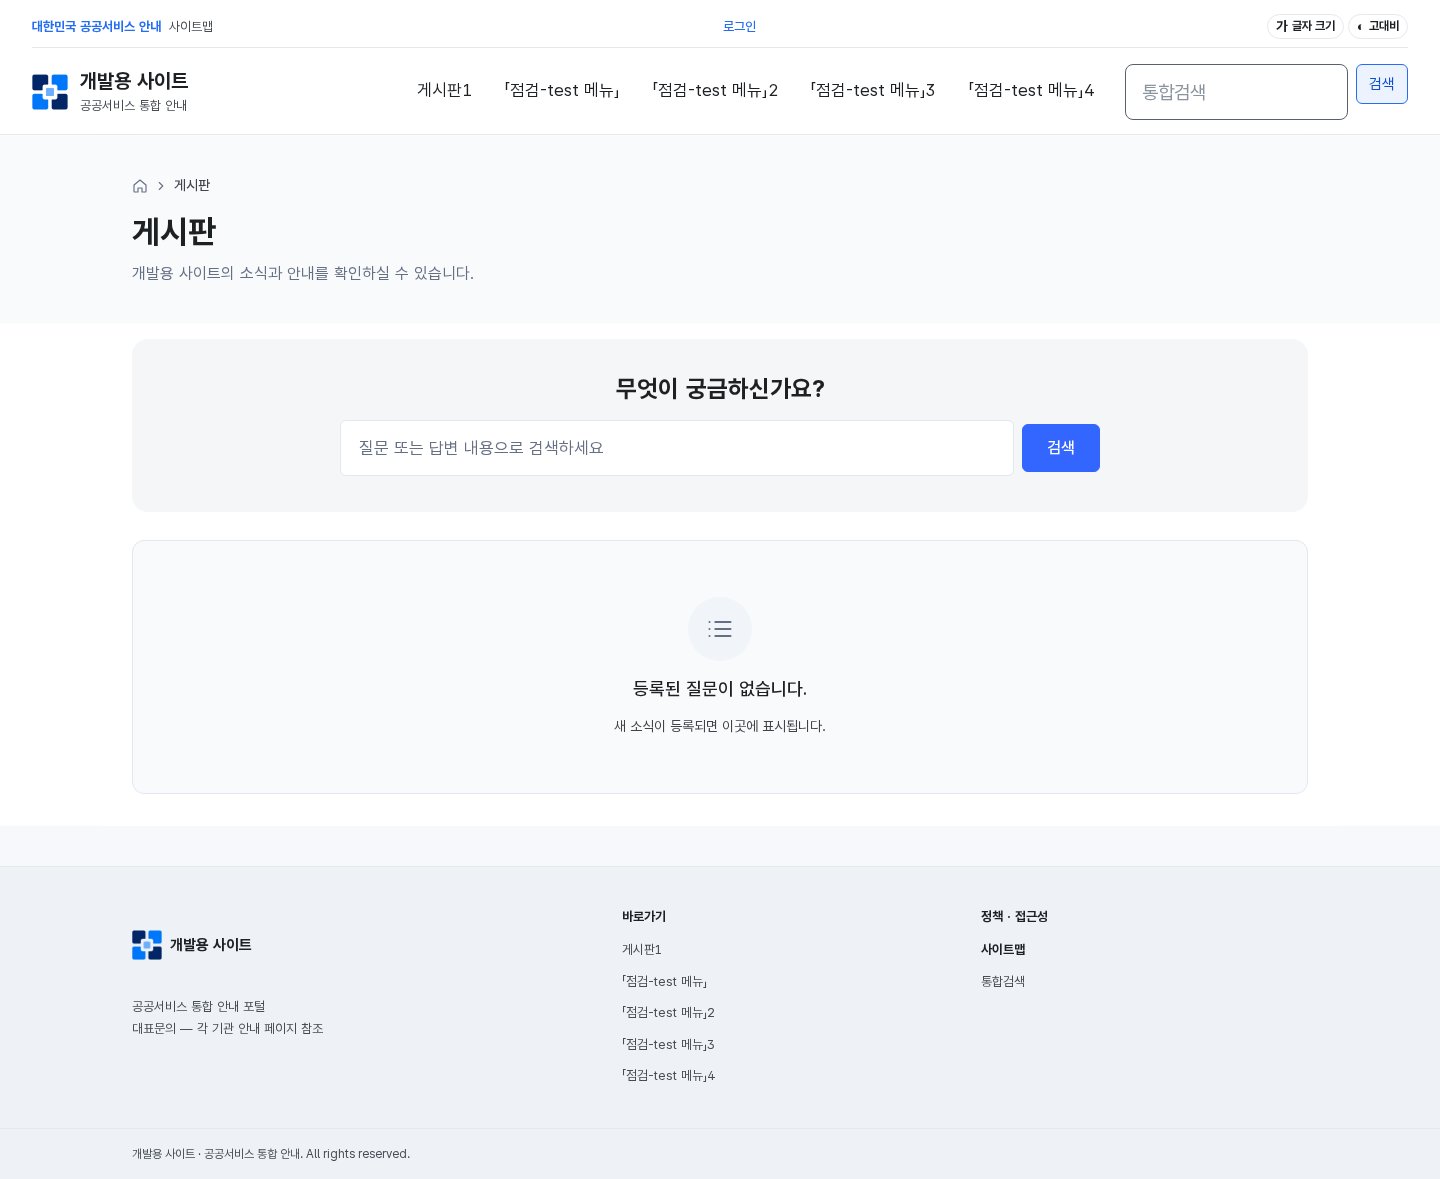 대한민국 공공서비스 안내 사이트맵
로그인
가 글자 크기
고대비
개발용 사이트
공공서비스 통합 안내
게시판1
「점검-test 메뉴」
「점검-test 메뉴」2
「점검-test 메뉴」3
「점검-test 메뉴」4
통합검색
검색
게시판
게시판
개발용 사이트의 소식과 안내를 확인하실 수 있습니다.
무엇이 궁금하신가요?
질문 또는 답변 내용으로 검색하세요
검색
등록된 질문이 없습니다.
새 소식이 등록되면 이곳에 표시됩니다.
개발용 사이트
공공서비스 통합 안내 포털
대표문의 — 각 기관 안내 페이지 참조
바로가기
게시판1
「점검-test 메뉴」
「점검-test 메뉴」2
「점검-test 메뉴」3
「점검-test 메뉴」4
정책 · 접근성
사이트맵
통합검색
개발용 사이트 · 공공서비스 통합 안내. All rights reserved.